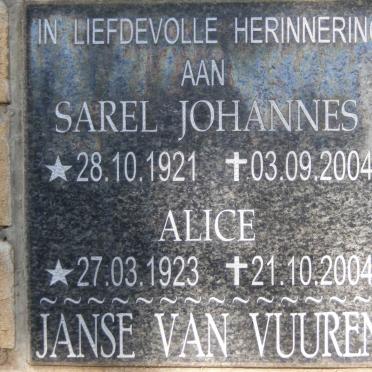 IN LIEFDEVOLLE HERINNERING
AAN
SAREL JOHANNES
★28.10.1921 ✝03.09.2004
ALICE
★27.03.1923 ✝21.10.2004
~~~~~~~~~~~~~~~~~~~~
JANSE VAN VUUREN